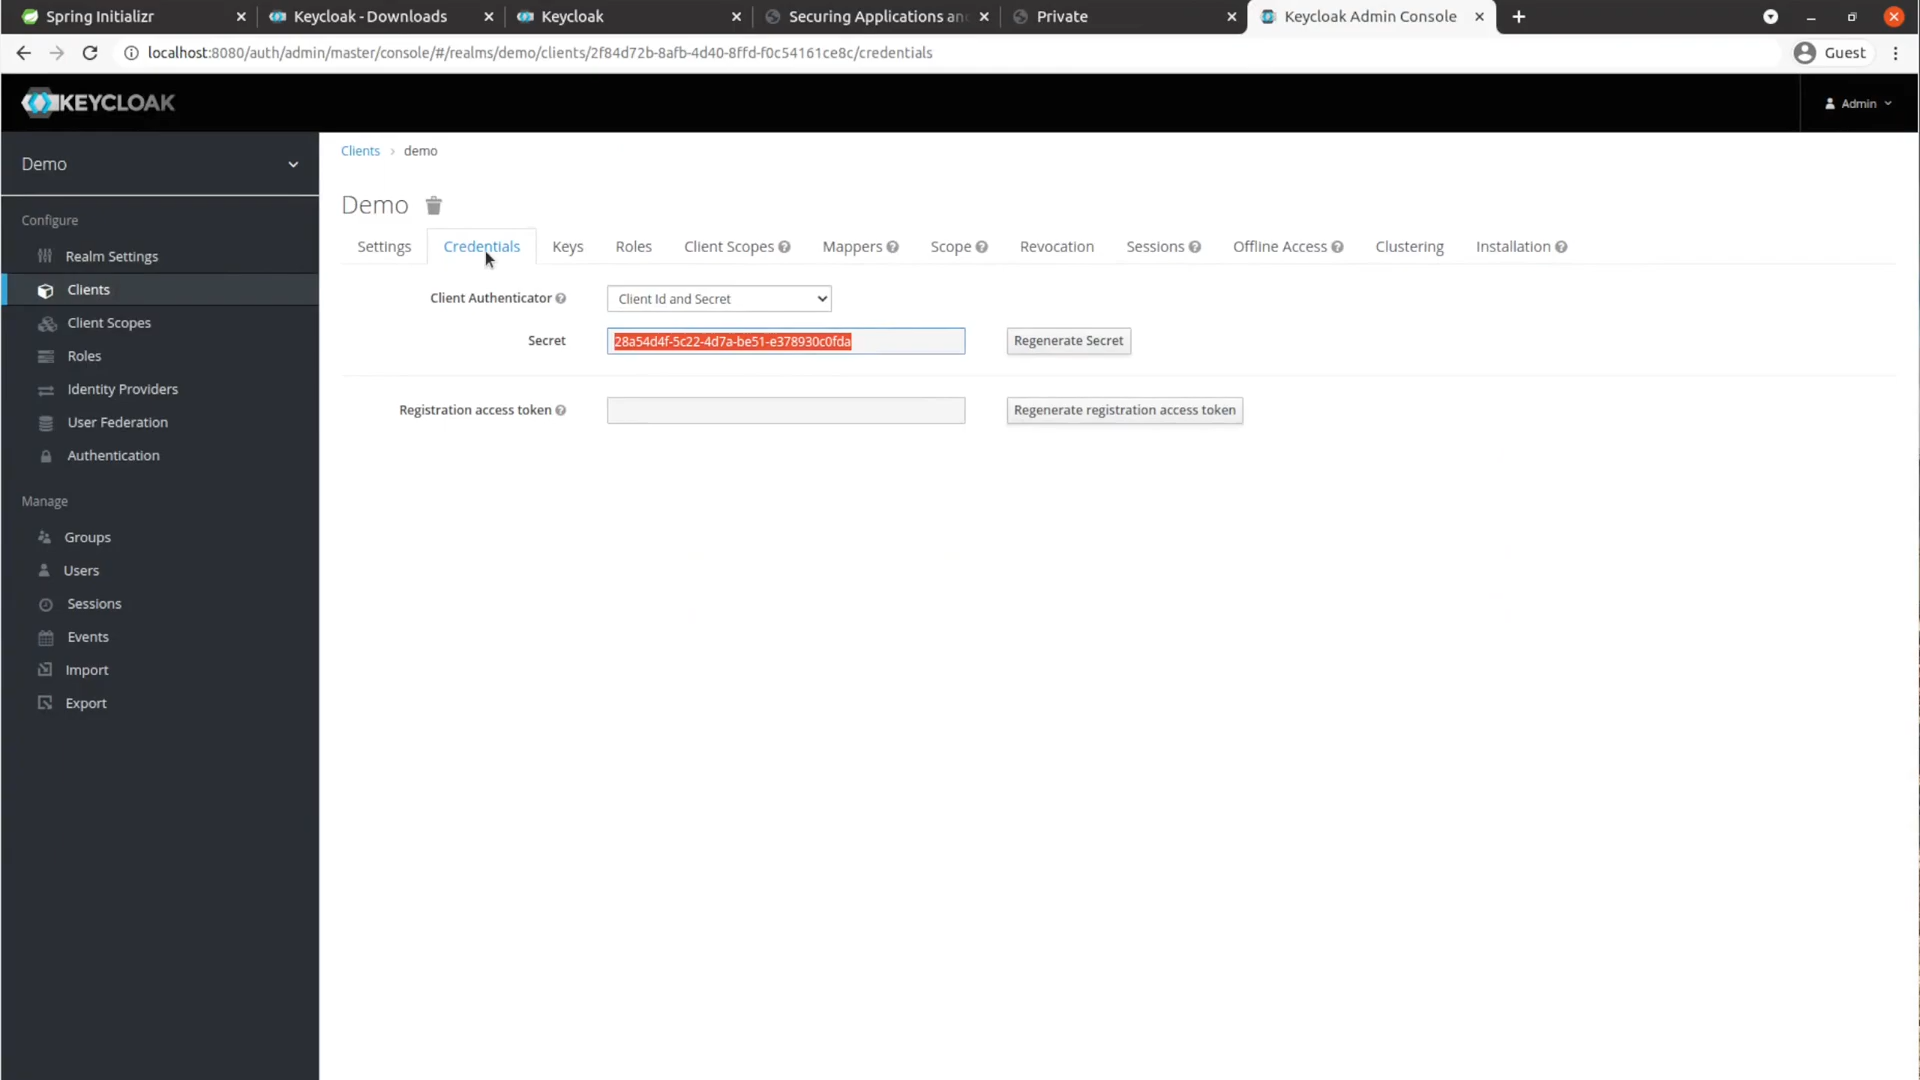 Spring Initializr
Keycloak - Downloads
Keycloak
Securing Applications an
Private
Keycloak Admin Console
localhost:8080/auth/admin/master/console/#/realms/demo/clients/2f84d72b-8afb-4d40-8ffd-f0c54161ce8c/credentials
Guest
KEYCLOAK
Admin
Demo
Configure
Realm Settings
Clients
Client Scopes
Roles
Identity Providers
User Federation
Authentication
Manage
Groups
Users
Sessions
Events
Import
Export
Clients > demo
Demo
Settings
Credentials
Keys
Roles
Client Scopes
Mappers
Scope
Revocation
Sessions
Offline Access
Clustering
Installation
Client Authenticator
Client Id and Secret
Secret
28a54d4f-5c22-4d7a-be51-e378930c0fda
Regenerate Secret
Registration access token
Regenerate registration access token